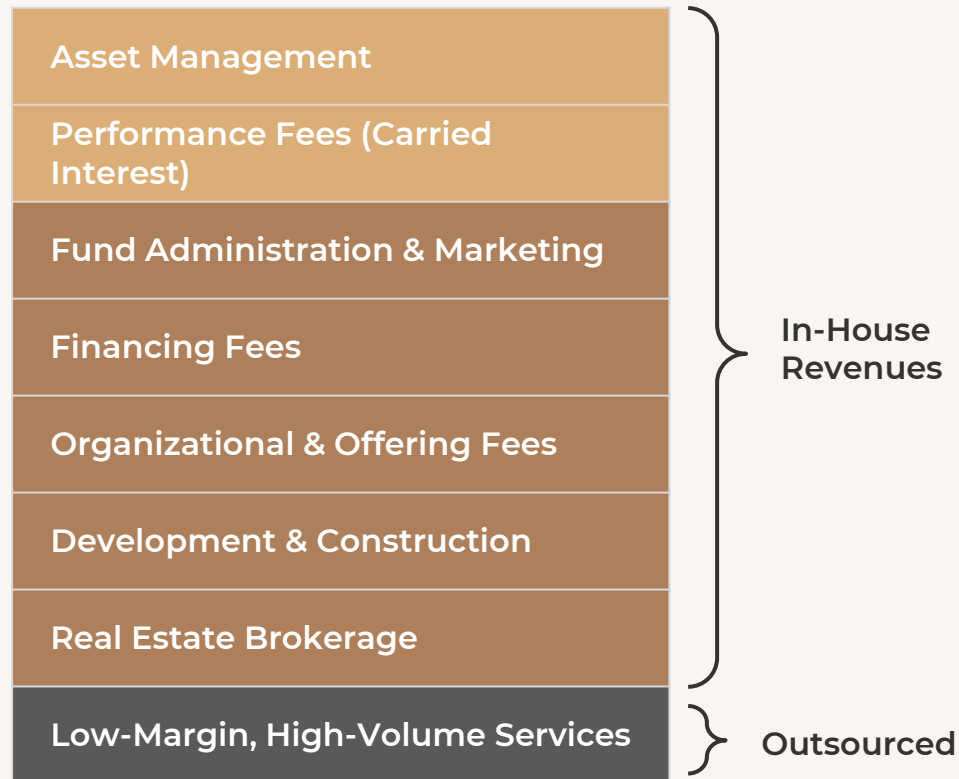 Asset Management
Performance Fees (Carried
Interest)
Fund Administration & Marketing
Financing Fees
Organizational & Offering Fees
Development & Construction
Real Estate Brokerage
Low-Margin, High-Volume Services
In-House
Revenues
Outsourced